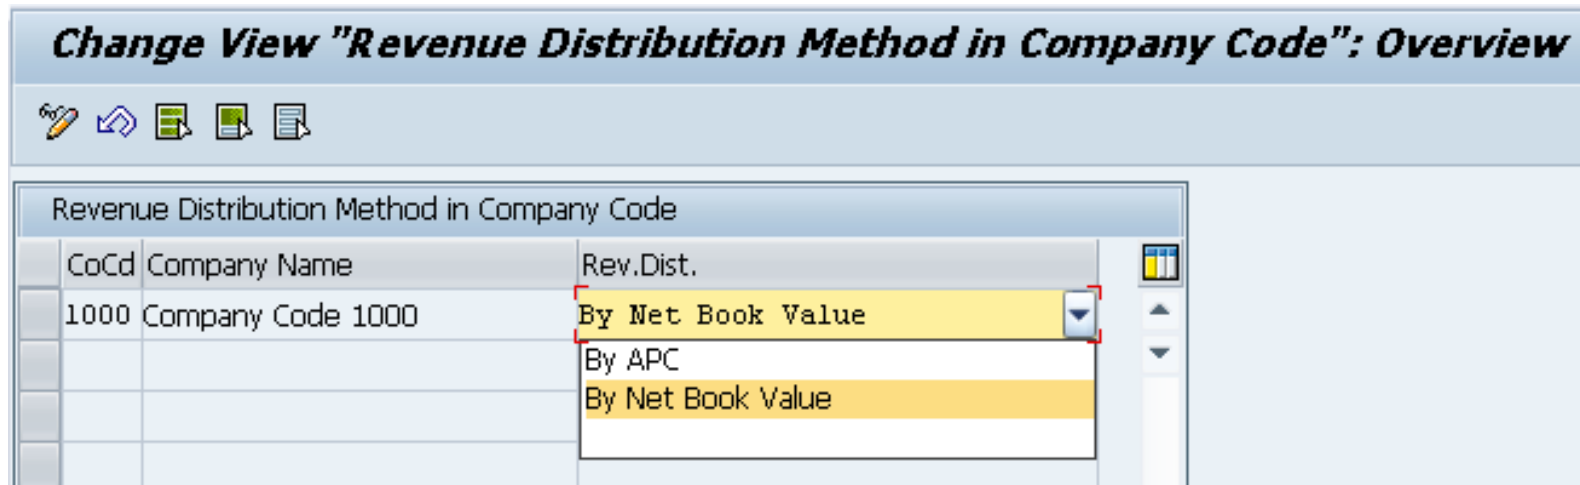 Change View "Revenue Distribution Method in Company Code": Overview
Revenue Distribution Method in Company Code
CoCd Company Name Rev.Dist.
1000 Company Code 1000 By Net Book Value
By APC
By Net Book Value